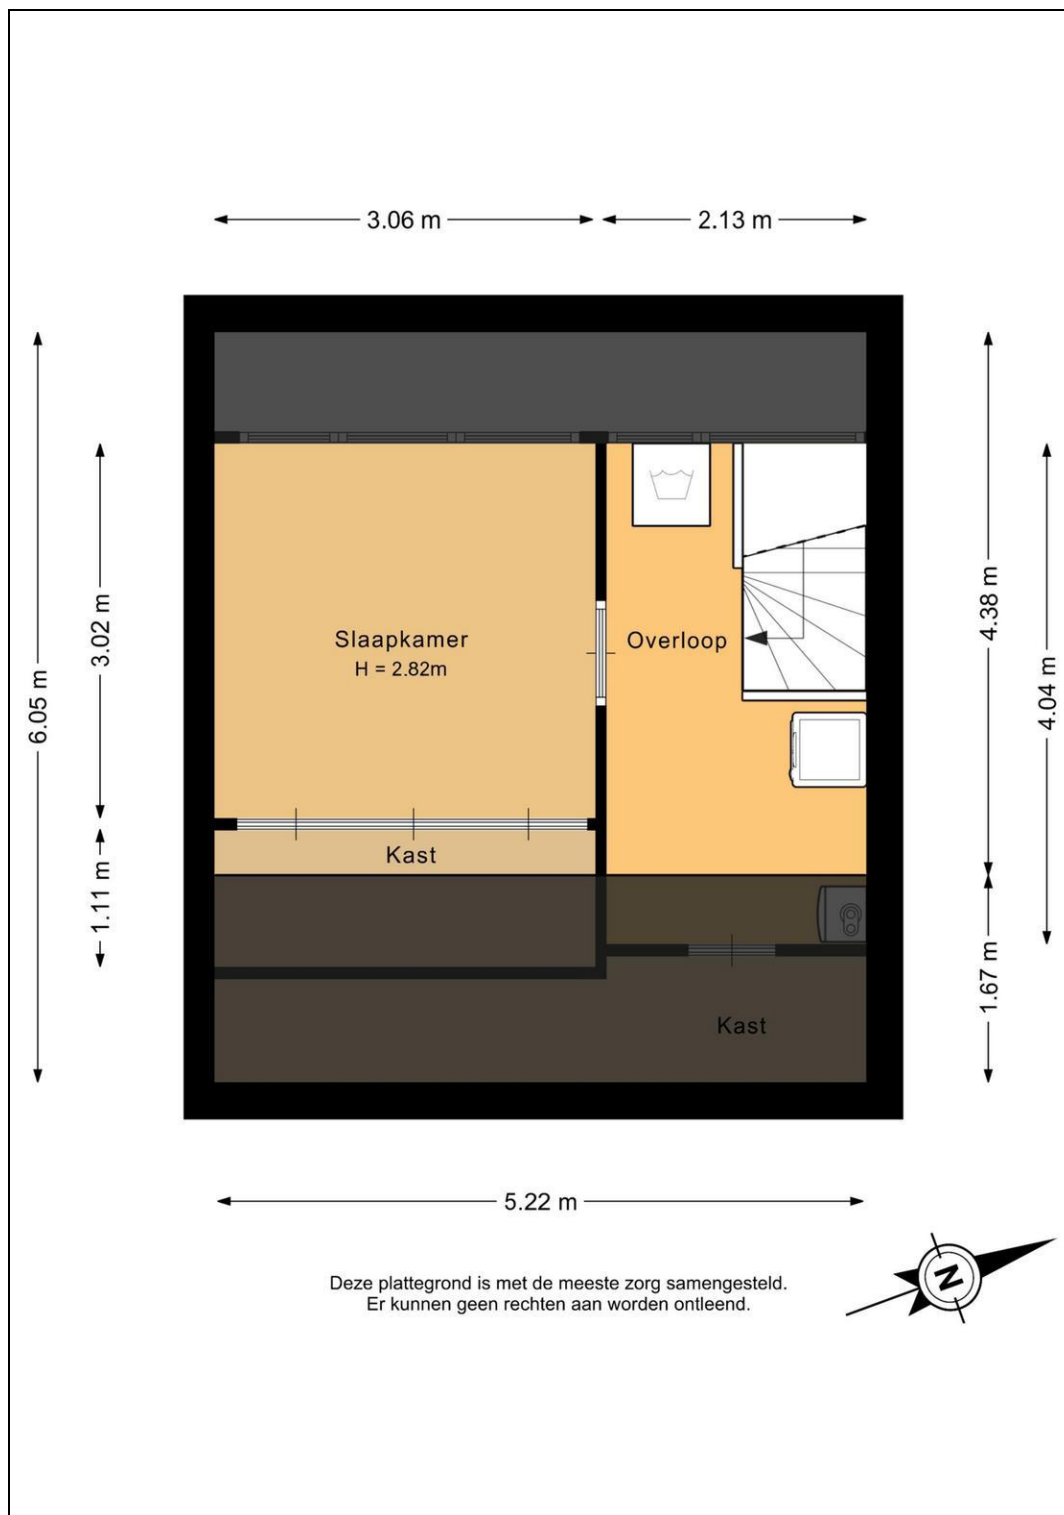 3.06 m
2.13 m
6.05 m
3.02 m
1.11 m
4.38 m
4.04 m
1.67 m
Slaapkamer
H = 2.82m
Overloop
Kast
Kast
5.22 m
Deze plattegrond is met de meeste zorg samengesteld.
Er kunnen geen rechten aan worden ontleend.
N